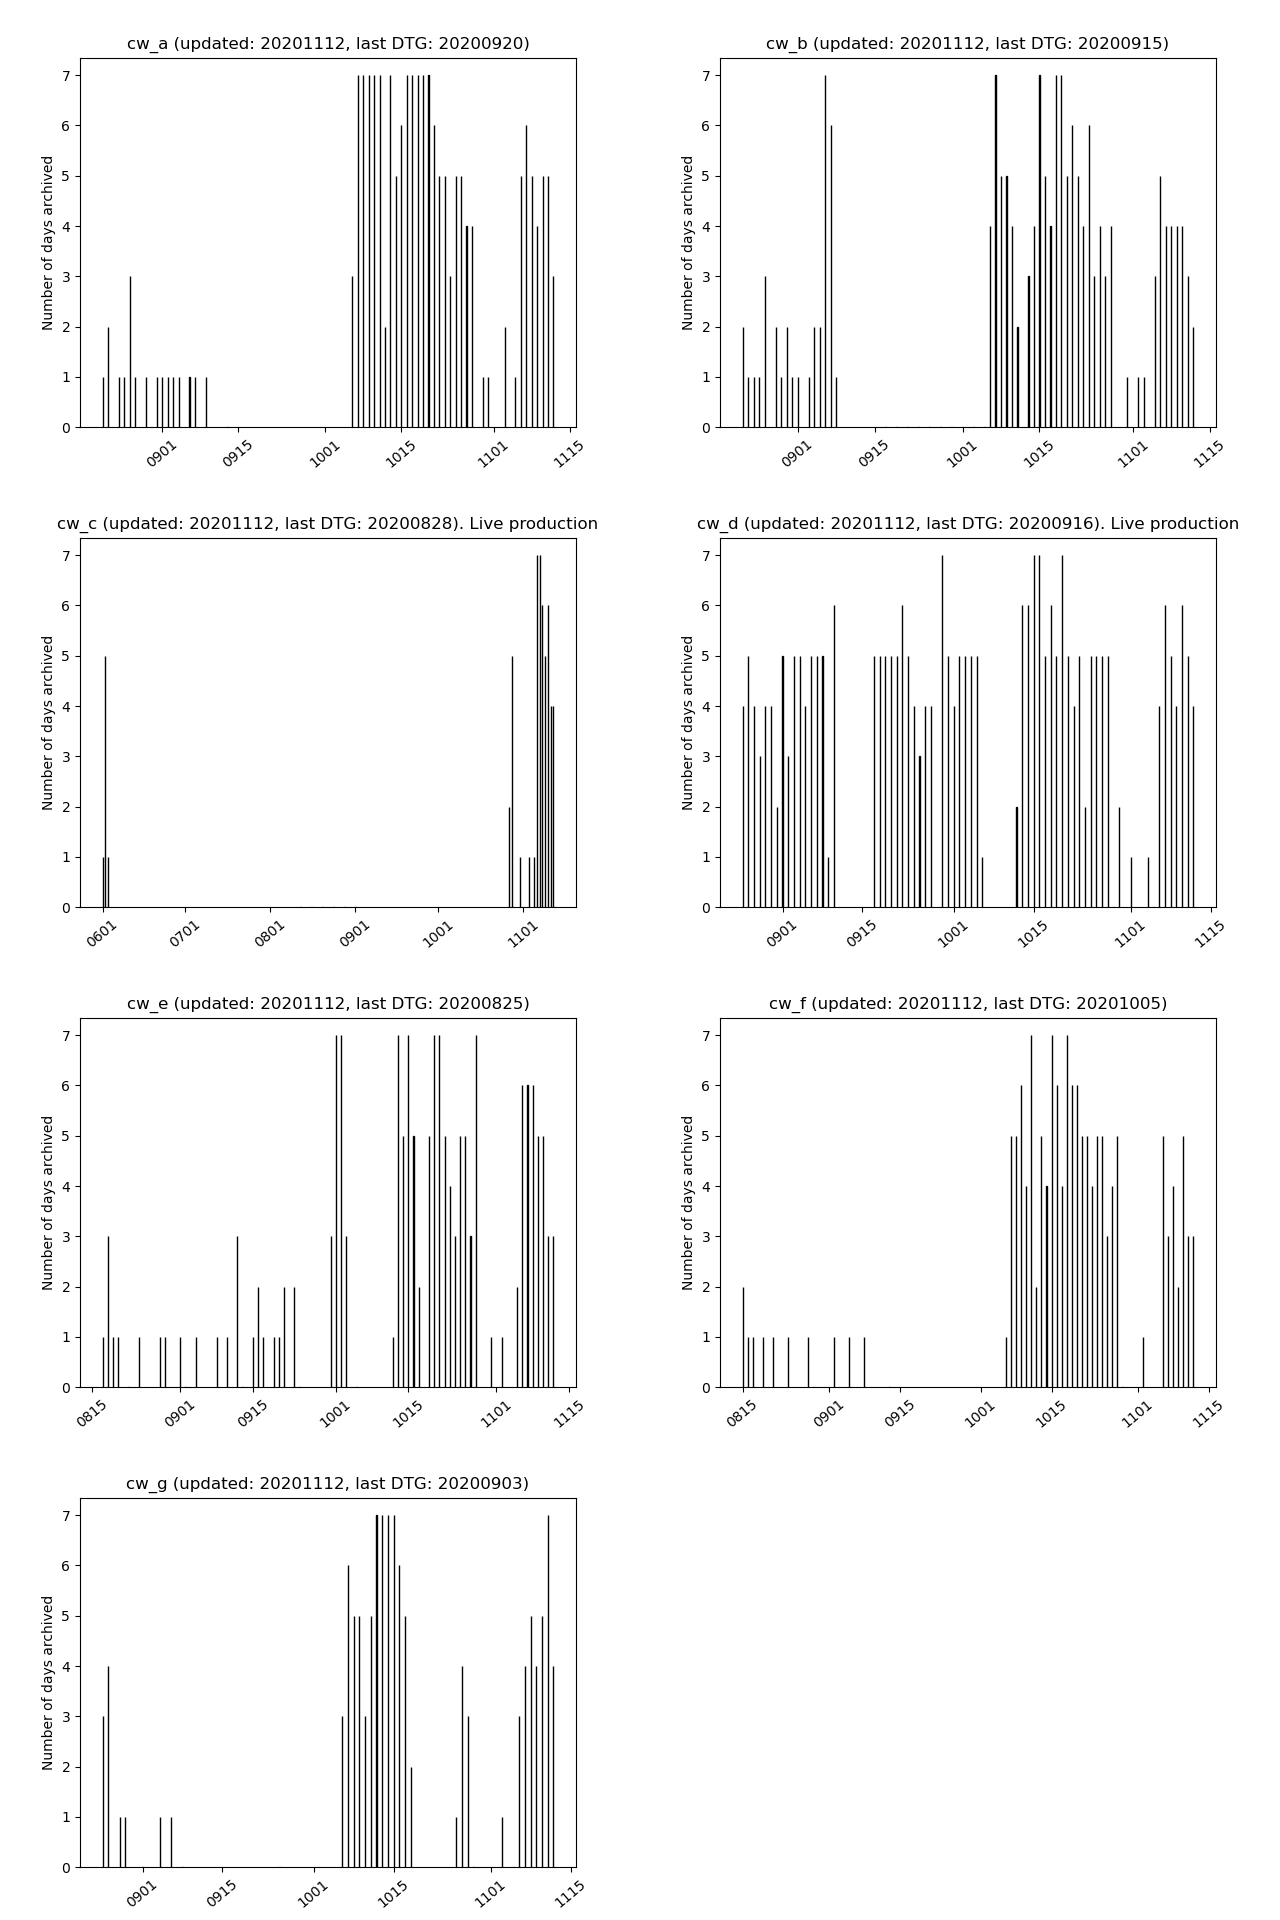 cw_a (updated: 20201112, last DTG: 20200920)
Number of days archived
7
6
5
4
3
2
1
0
0901 0915 1001 1015 1101 1115
cw_b (updated: 20201112, last DTG: 20200915)
Number of days archived
7
6
5
4
3
2
1
0
0901 0915 1001 1015 1101 1115
cw_c (updated: 20201112, last DTG: 20200828). Live production
Number of days archived
7
6
5
4
3
2
1
0
0601 0701 0801 0901 1001 1101
cw_d (updated: 20201112, last DTG: 20200916). Live production
Number of days archived
7
6
5
4
3
2
1
0
0901 0915 1001 1015 1101 1115
cw_e (updated: 20201112, last DTG: 20200825)
Number of days archived
7
6
5
4
3
2
1
0
0815 0901 0915 1001 1015 1101 1115
cw_f (updated: 20201112, last DTG: 20201005)
Number of days archived
7
6
5
4
3
2
1
0
0815 0901 0915 1001 1015 1101 1115
cw_g (updated: 20201112, last DTG: 20200903)
Number of days archived
7
6
5
4
3
2
1
0
0901 0915 1001 1015 1101 1115